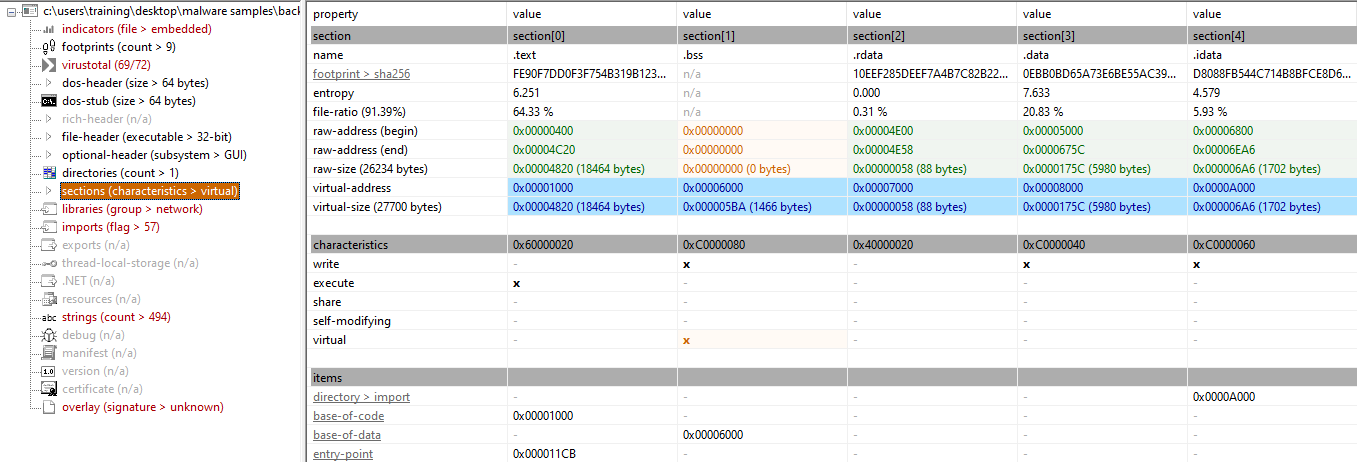 c:\users\training\desktop\malware samples\back
indicators (file > embedded)
footprints (count > 9)
virustotal (69/72)
dos-header (size > 64 bytes)
dos-stub (size > 64 bytes)
rich-header (n/a)
file-header (executable > 32-bit)
optional-header (subsystem > GUI)
directories (count > 1)
sections (characteristics > virtual)
libraries (group > network)
imports (flag > 57)
exports (n/a)
thread-local-storage (n/a)
.NET (n/a)
resources (n/a)
abc strings (count > 494)
debug (n/a)
manifest (n/a)
1.0 version (n/a)
certificate (n/a)
overlay (signature > unknown)
property value value value value value
section section[0] section[1] section[2] section[3] section[4]
name .text .bss .rdata .data .idata
footprint > sha256 FE90F7DD0F3F754B319B123... n/a 10EEF285DEEF7A4B7C82B22... 0EBB0BD65A73E6BE55AC39... D8088FB544C714B8BFCE8D6...
entropy 6.251 n/a 0.000 7.633 4.579
file-ratio (91.39%) 64.33 % n/a 0.31 % 20.83 % 5.93 %
raw-address (begin) 0x00000400 0x00000000 0x00004E00 0x00005000 0x00006800
raw-address (end) 0x00004C20 0x00000000 0x00004E58 0x0000675C 0x00006EA6
raw-size (26234 bytes) 0x00004820 (18464 bytes) 0x00000000 (0 bytes) 0x00000058 (88 bytes) 0x0000175C (5980 bytes) 0x000006A6 (1702 bytes)
virtual-address 0x00001000 0x00006000 0x00007000 0x00008000 0x0000A000
virtual-size (27700 bytes) 0x00004820 (18464 bytes) 0x000005BA (1466 bytes) 0x00000058 (88 bytes) 0x0000175C (5980 bytes) 0x000006A6 (1702 bytes)
characteristics 0x60000020 0xC0000080 0x40000020 0xC0000040 0xC0000060
write - x - x x
execute x - - - -
share - - - - -
self-modifying - - - - -
virtual - x - - -
items
directory > import - - - - 0x0000A000
base-of-code 0x00001000 - - - -
base-of-data - 0x00006000 - - -
entry-point 0x000011CB - - - -